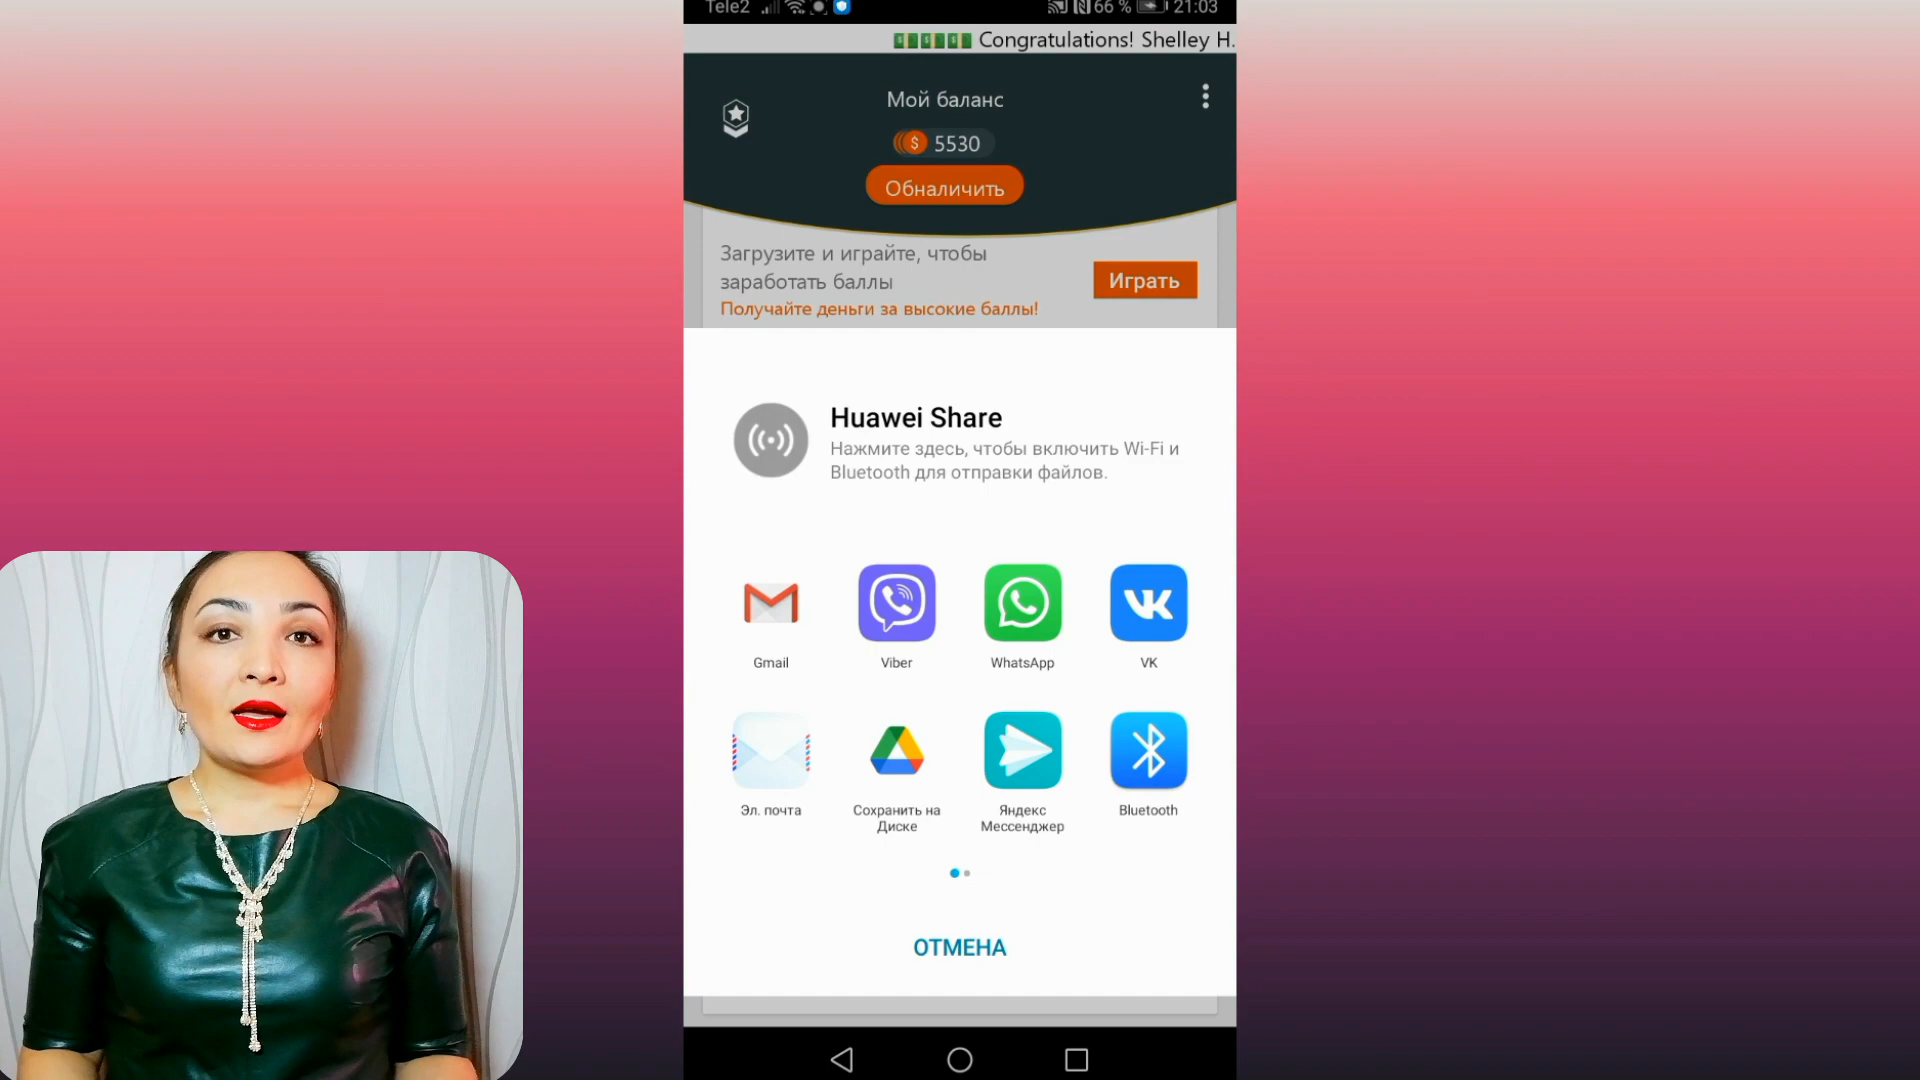 Tele2 66 % 21:03
Congratulations! Shelley H.
Мой баланс
$ 5530
Обналичить
Загрузите и играйте, чтобы
заработать баллы
Получайте деньги за высокие баллы!
Играть
Huawei Share
Нажмите здесь, чтобы включить Wi-Fi и
Bluetooth для отправки файлов.
Gmail Viber WhatsApp VK
Эл. почта Сохранить на Диске Яндекс Мессенджер Bluetooth
ОТМЕНА